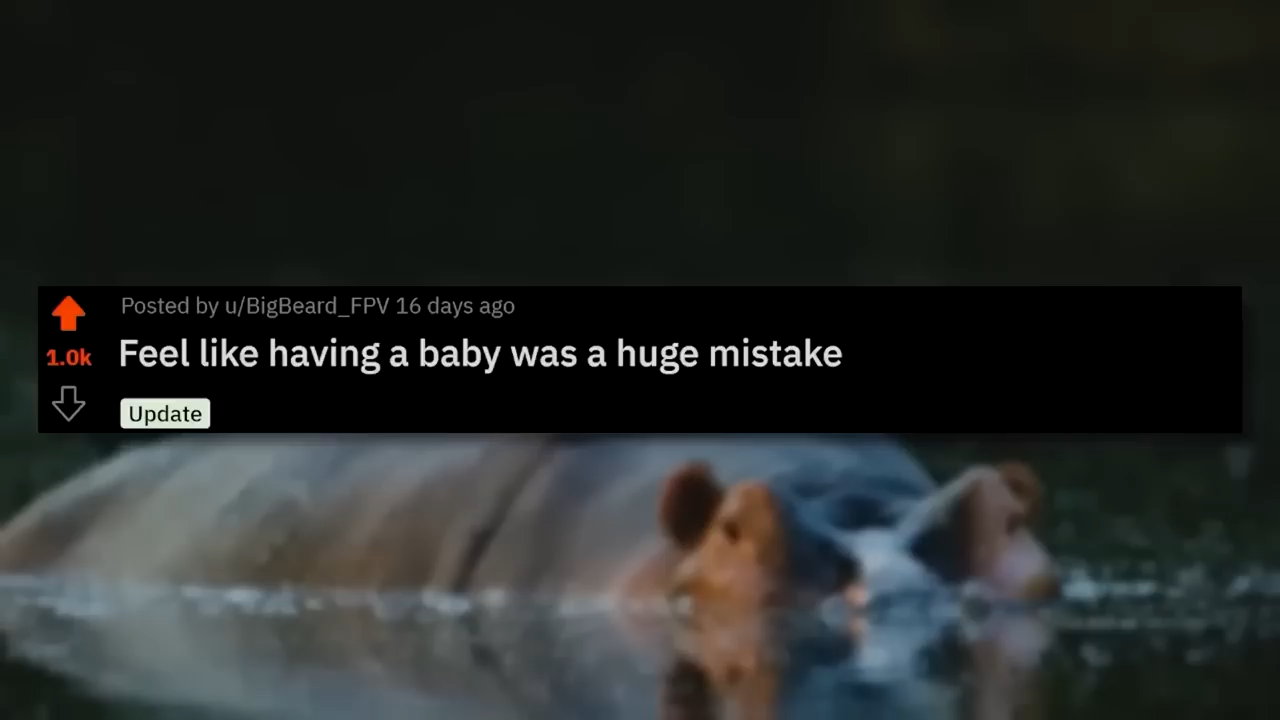 Posted by u/BigBeard_FPV 16 days ago
1.0k
Feel like having a baby was a huge mistake
Update